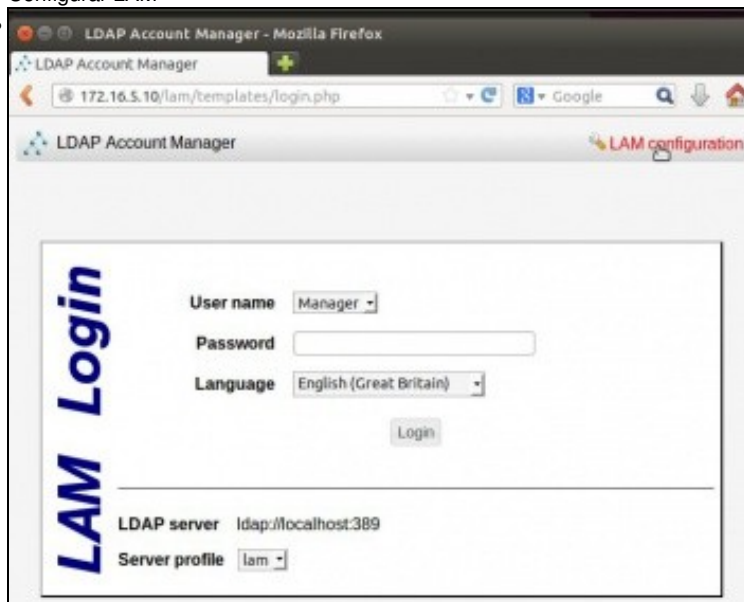 Configurar LAM
LDAP Account Manager - Mozilla Firefox
LDAP Account Manager
172.16.5.10/lam/templates/login.php
Google
LDAP Account Manager
LAM configuration
LAM Login
User name Manager
Password
Language English (Great Britain)
Login
LDAP server ldap://localhost:389
Server profile lam